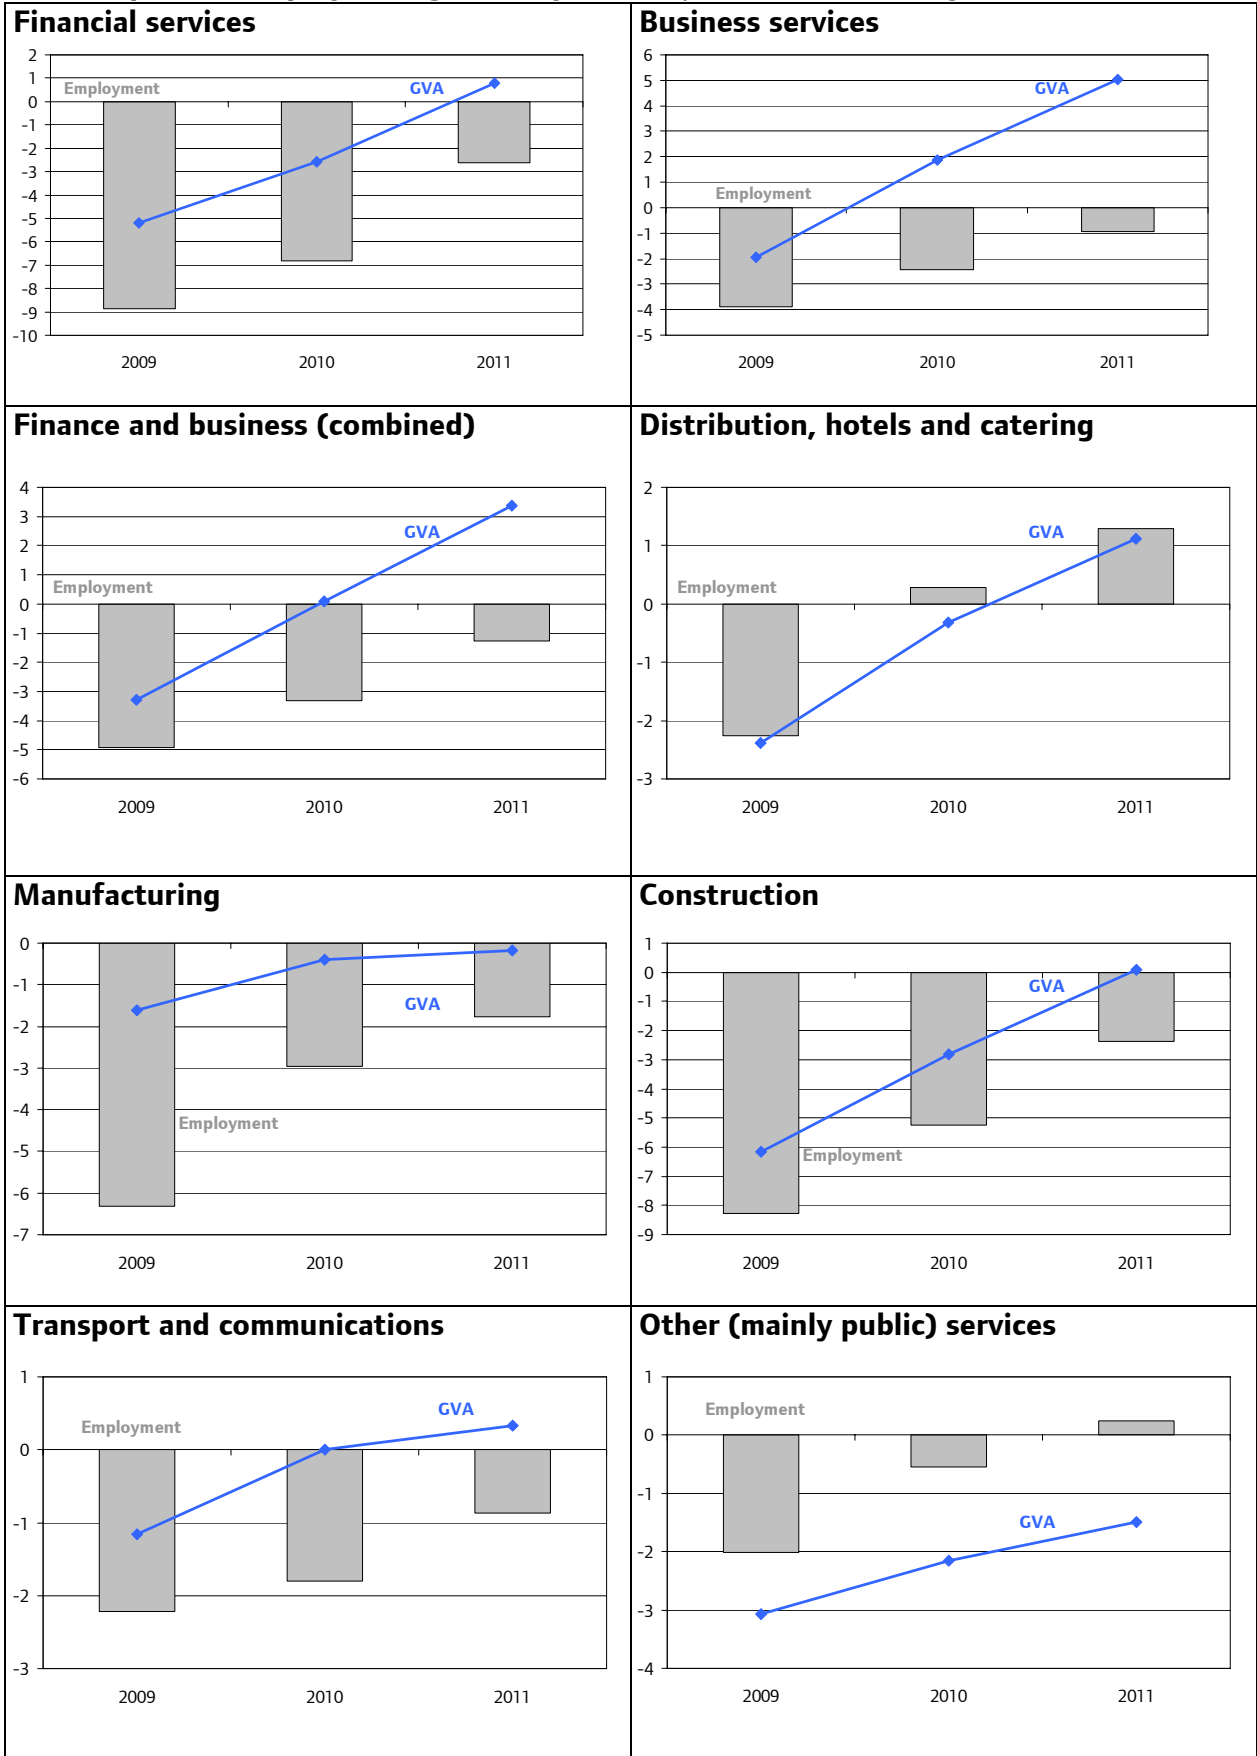 Financial services
2
1
0
-1
-2
-3
-4
-5
-6
-7
-8
-9
-10
Employment
GVA
2009 2010 2011
Business services
6
5
4
3
2
1
0
-1
-2
-3
-4
-5
GVA
Employment
2009 2010 2011
Finance and business (combined)
4
3
2
1
0
-1
-2
-3
-4
-5
-6
GVA
Employment
2009 2010 2011
Distribution, hotels and catering
2
1
0
-1
-2
-3
GVA
Employment
2009 2010 2011
Manufacturing
0
-1
-2
-3
-4
-5
-6
-7
GVA
Employment
2009 2010 2011
Construction
1
0
-1
-2
-3
-4
-5
-6
-7
-8
-9
GVA
Employment
2009 2010 2011
Transport and communications
1
0
-1
-2
-3
GVA
Employment
2009 2010 2011
Other (mainly public) services
1
0
-1
-2
-3
-4
Employment
GVA
2009 2010 2011